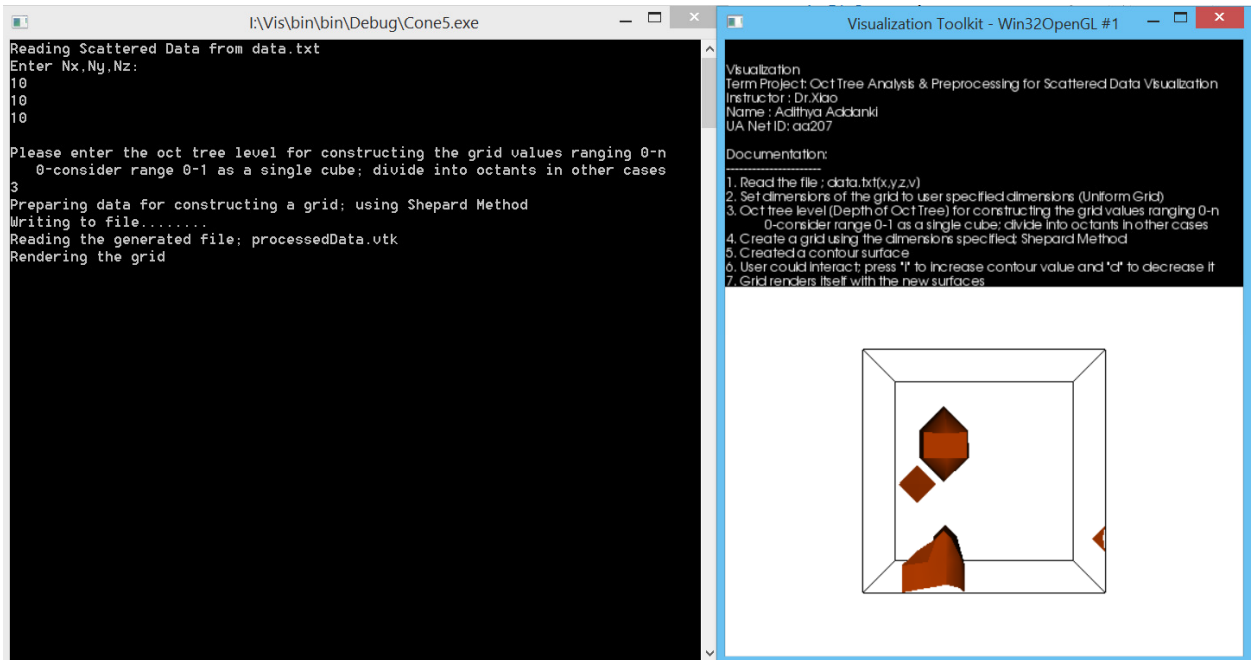 I:\Vis\bin\bin\Debug\Cone5.exe
Reading Scattered Data from data.txt
Enter Nx,Ny,Nz:
10
10
10
Please enter the oct tree level for constructing the grid values ranging 0-n
0-consider range 0-1 as a single cube; divide into octants in other cases
3
Preparing data for constructing a grid; using Shepard Method
Writing to file........
Reading the generated file; processedData.vtk
Rendering the grid
Visualization Toolkit - Win32OpenGL #1
Visualization
Term Project: Oct Tree Analysis & Preprocessing for Scattered Data Visualization
Instructor : Dr.Xiao
Name : Adithya Addanki
UA Net ID: aa207
Documentation:
----------------------
1. Read the file ; data.txt(x,y,z,v)
2. Set dimensions of the grid to user specified dimensions (Uniform Grid)
3. Oct tree level (Depth of Oct Tree) for constructing the grid values ranging 0-n
0-consider range 0-1 as a single cube; divide into octants in other cases
4. Create a grid using the dimensions specified; Shepard Method
5. Created a contour surface
6. User could interact; press "i" to increase contour value and "d" to decrease it
7. Grid renders itself with the new surfaces